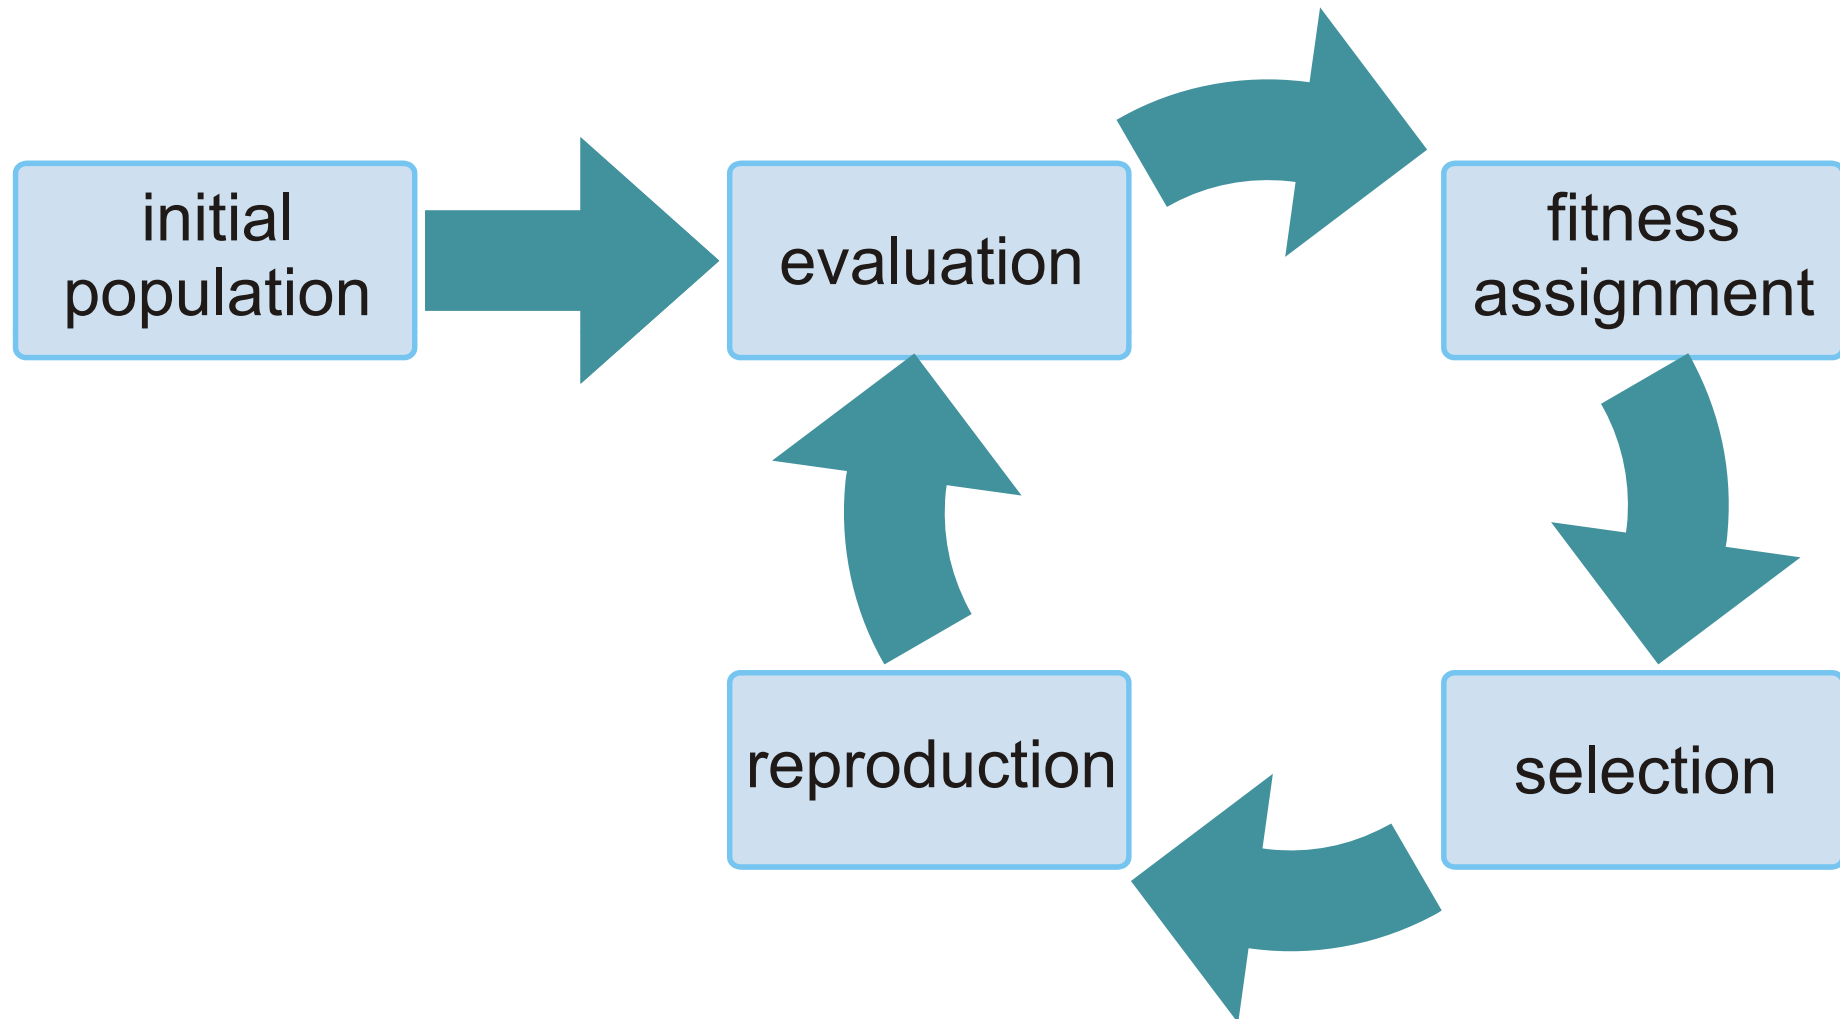 initial
population
evaluation
fitness
assignment
reproduction
selection